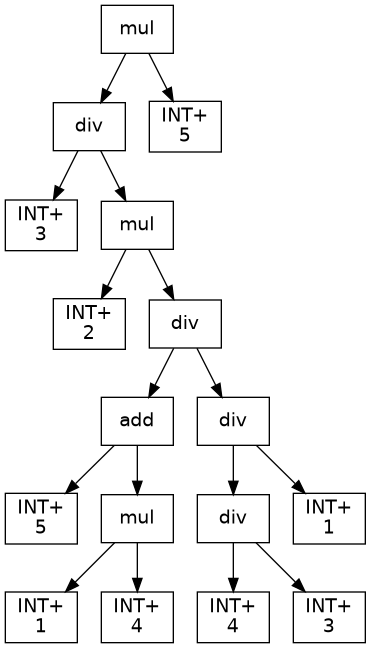 mul
div
INT+
5
INT+
3
mul
INT+
2
div
add
div
INT+
5
mul
div
INT+
1
INT+
1
INT+
4
INT+
4
INT+
3